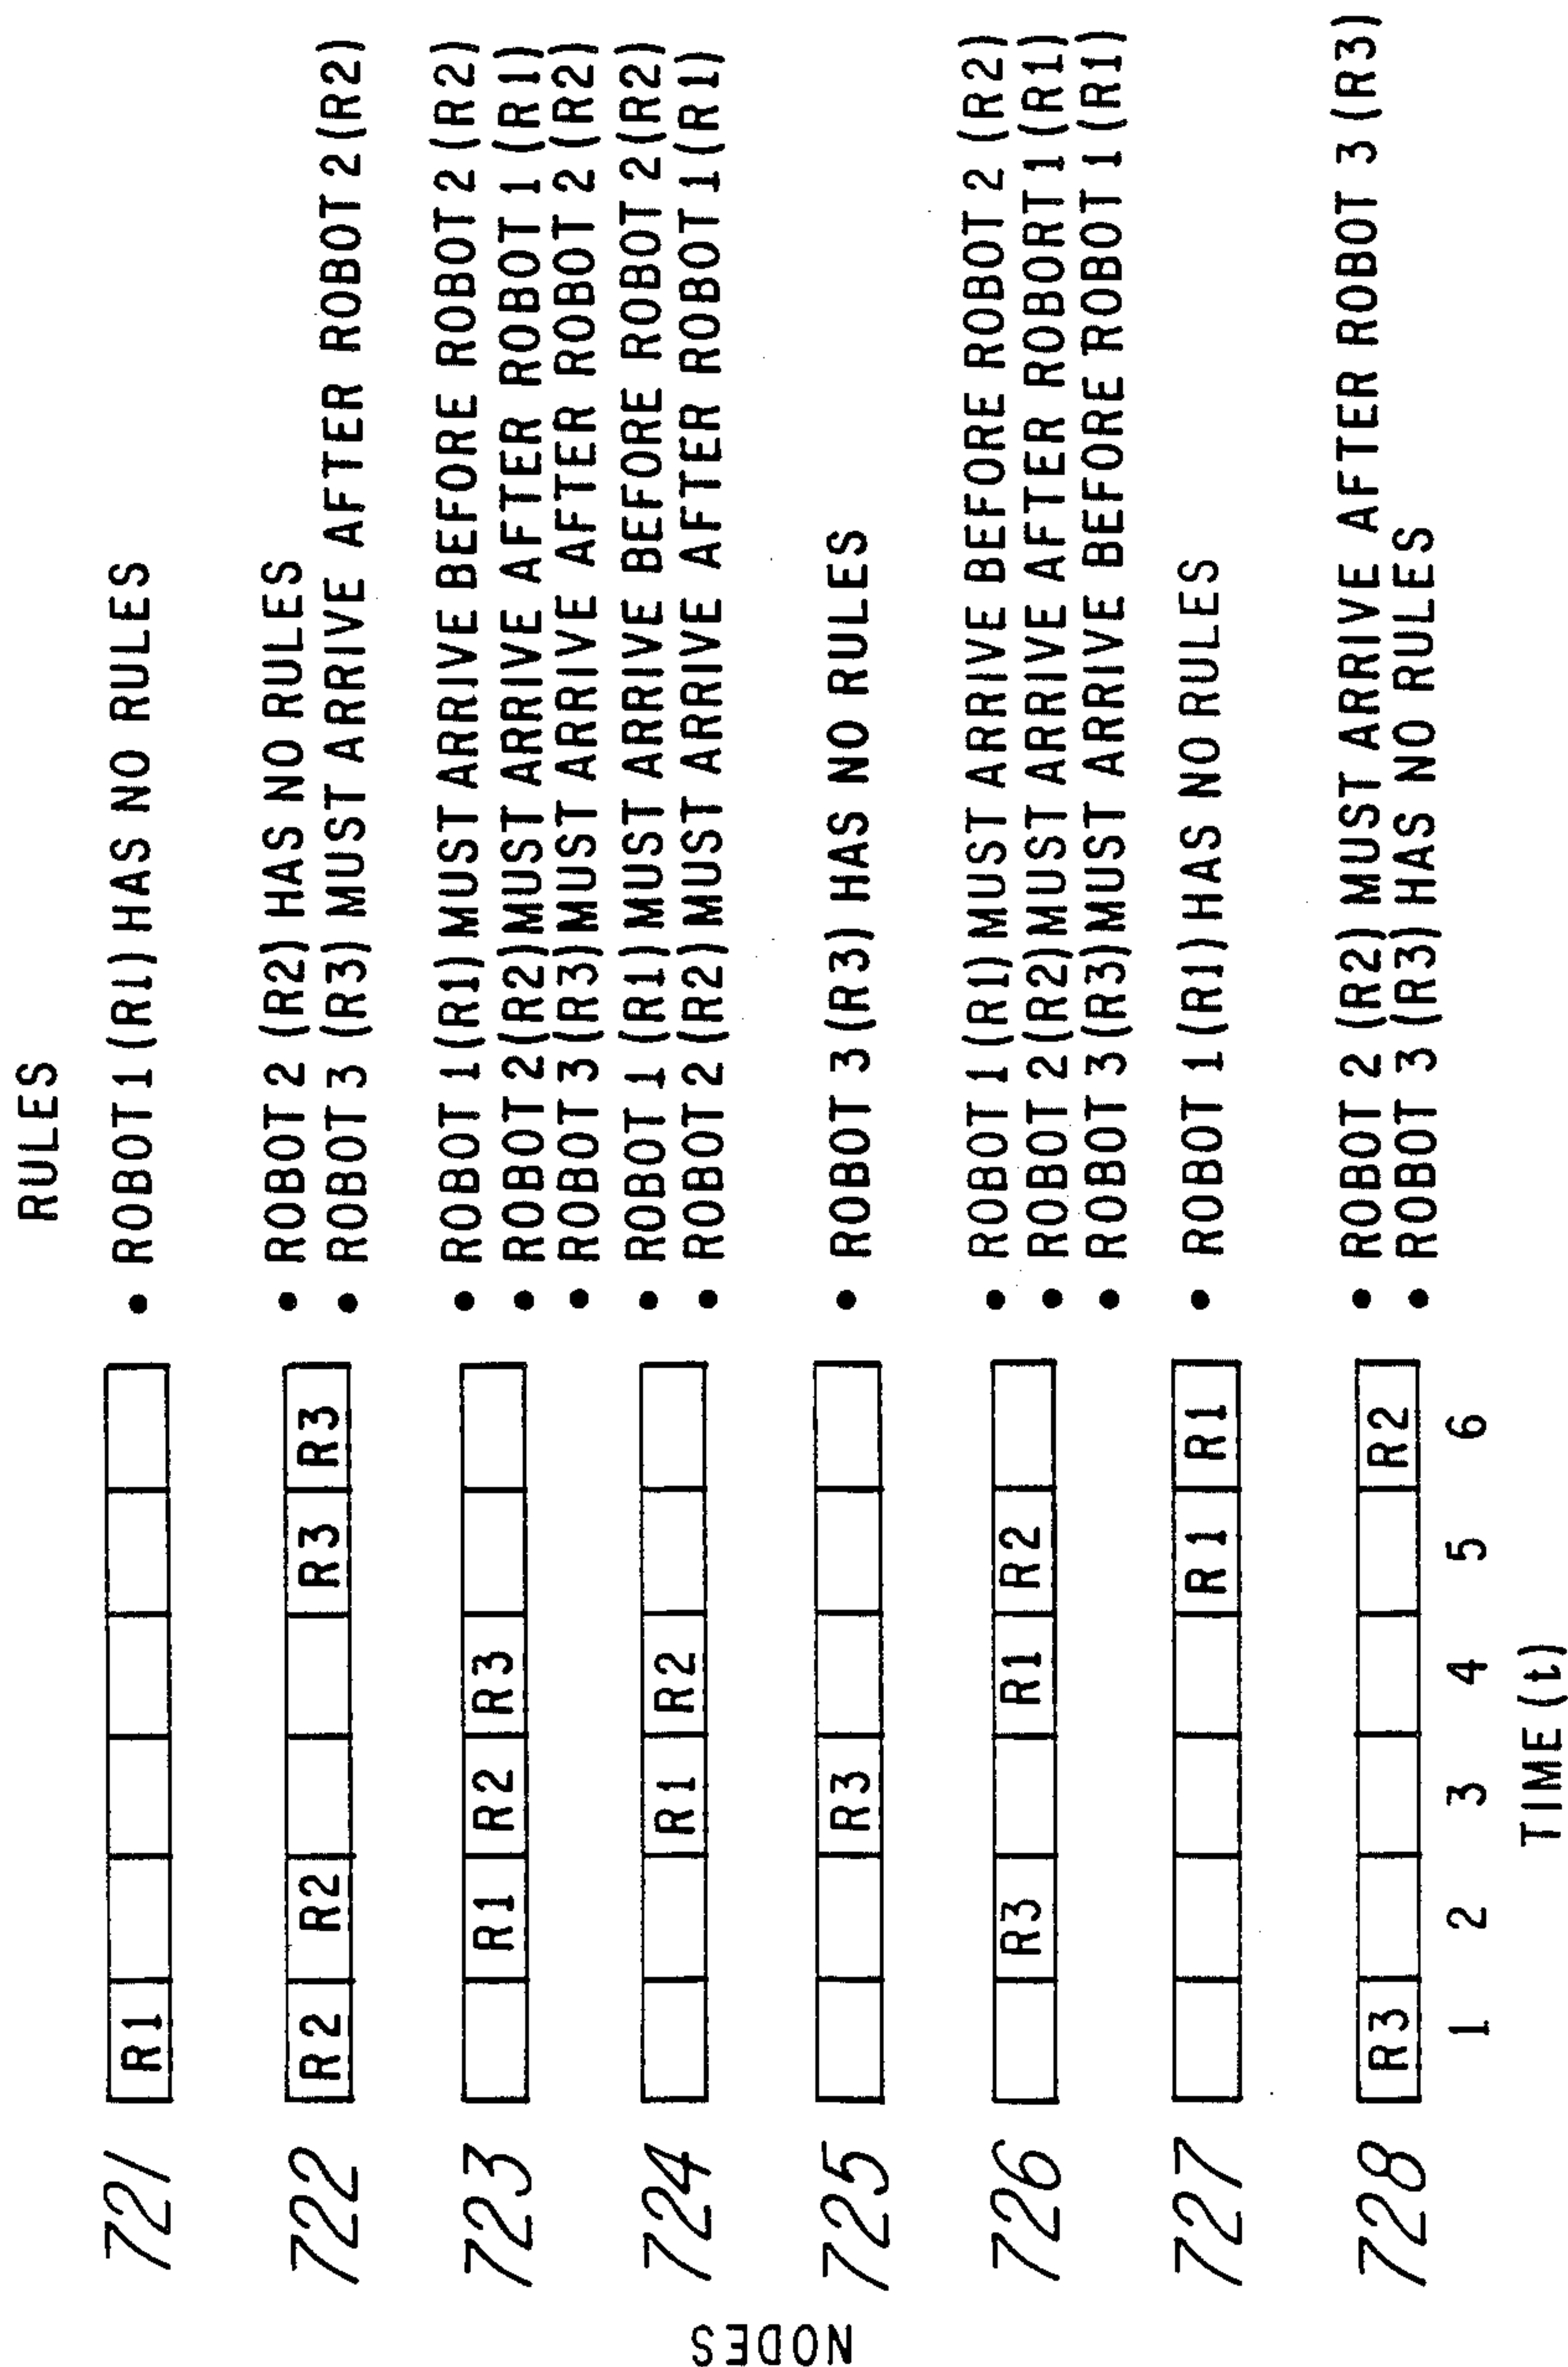 RULES
721
R1
• ROBOT 1 (R1) HAS NO RULES
722
R2 R2 R3 R3
• ROBOT 2 (R2) HAS NO RULES
• ROBOT 3 (R3) MUST ARRIVE AFTER ROBOT 2 (R2)
723
R1 R2 R3
• ROBOT 1 (R1) MUST ARRIVE BEFORE ROBOT 2 (R2)
• ROBOT 2 (R2) MUST ARRIVE AFTER ROBOT 1 (R1)
• ROBOT 3 (R3) MUST ARRIVE AFTER ROBOT 2 (R2)
724
R1 R2
• ROBOT 1 (R1) MUST ARRIVE BEFORE ROBOT 2 (R2)
• ROBOT 2 (R2) MUST ARRIVE AFTER ROBOT 1 (R1)
725
R3
• ROBOT 3 (R3) HAS NO RULES
726
R3 R1 R2
• ROBOT 1 (R1) MUST ARRIVE BEFORE ROBOT 2 (R2)
• ROBOT 2 (R2) MUST ARRIVE AFTER ROBORT 1 (R1)
• ROBOT 3 (R3) MUST ARRIVE BEFORE ROBOT 1 (R1)
727
R1 R1
• ROBOT 1 (R1) HAS NO RULES
728
R3 R2
• ROBOT 2 (R2) MUST ARRIVE AFTER ROBOT 3 (R3)
• ROBOT 3 (R3) HAS NO RULES
1 2 3 4 5 6
TIME (t)
NODES